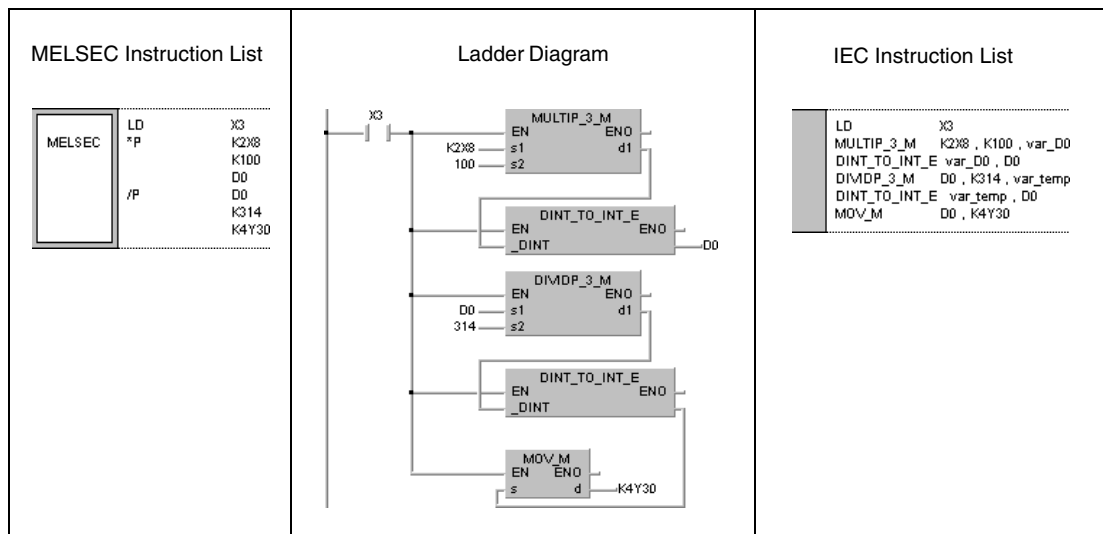 MELSEC Instruction List
MELSEC
LD X3
*P K2X8
K100
D0
/P D0
K314
K4Y30
Ladder Diagram
X3
MULTIP_3_M
EN ENO
K2X8 s1 d1
100 s2
DINT_TO_INT_E
EN ENO
_DINT D0
DIVIDP_3_M
EN ENO
D0 s1 d1
314 s2
DINT_TO_INT_E
EN ENO
_DINT
MOV_M
EN ENO
s d K4Y30
IEC Instruction List
LD X3
MULTIP_3_M K2X8 , K100 , var_D0
DINT_TO_INT_E var_D0 , D0
DIVIDP_3_M D0 , K314 , var_temp
DINT_TO_INT_E var_temp , D0
MOV_M D0 , K4Y30